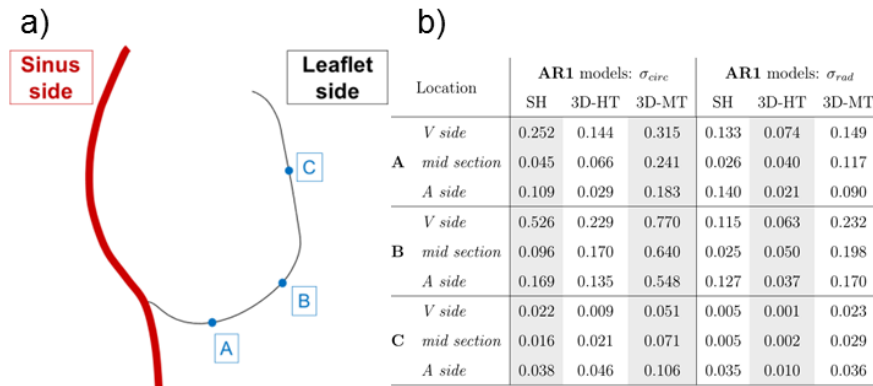 a)
Sinus
side
Leaflet
side
C
B
A
b)
Location AR1 models: σcirc AR1 models: σrad
SH 3D-HT 3D-MT SH 3D-HT 3D-MT
V side 0.252 0.144 0.315 0.133 0.074 0.149
A mid section 0.045 0.066 0.241 0.026 0.040 0.117
A side 0.109 0.029 0.183 0.140 0.021 0.090
V side 0.526 0.229 0.770 0.115 0.063 0.232
B mid section 0.096 0.170 0.640 0.025 0.050 0.198
A side 0.169 0.135 0.548 0.127 0.037 0.170
V side 0.022 0.009 0.051 0.005 0.001 0.023
C mid section 0.016 0.021 0.071 0.005 0.002 0.029
A side 0.038 0.046 0.106 0.035 0.010 0.036